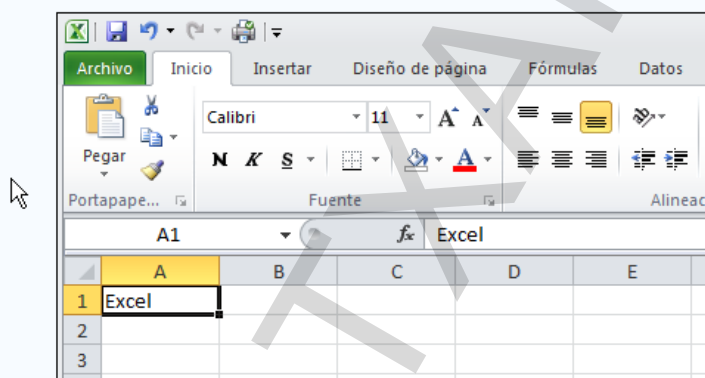 Archivo Inicio Insertar Diseño de página Fórmulas Datos
Calibri 11 A A
Pegar N K S A
Portapape... Fuente Alineac
A1 fx Excel
A B C D E
1 Excel
2
3
TXA